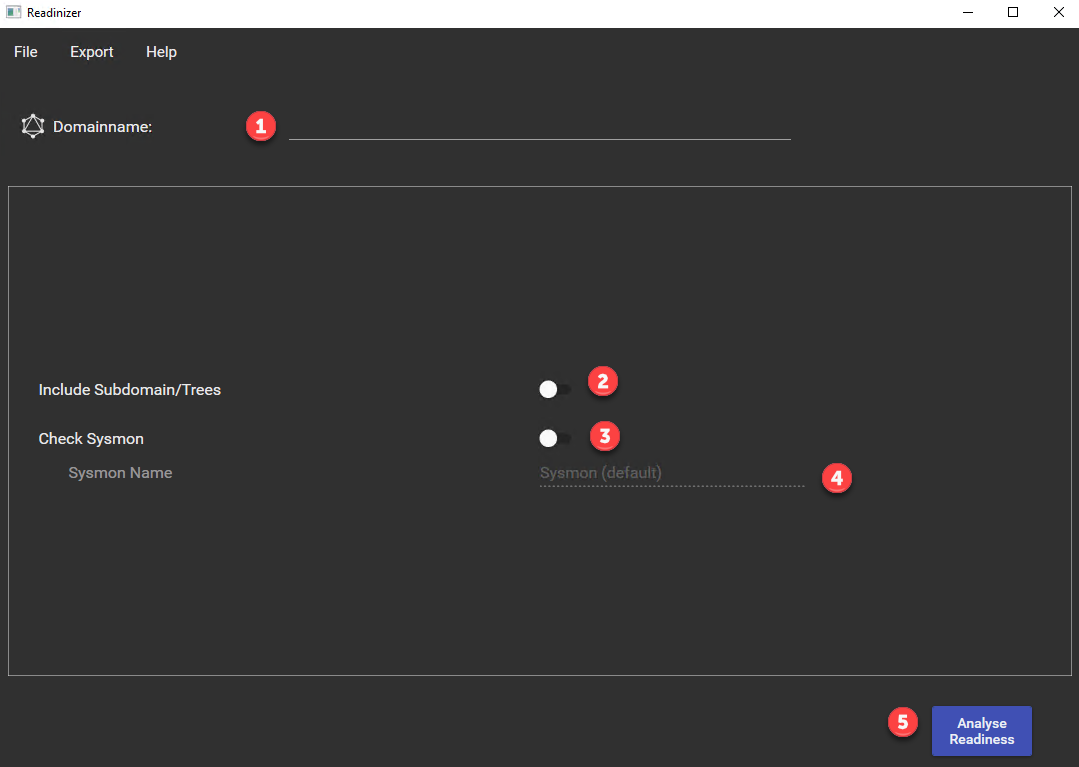 Readinizer
File Export Help
Domainname: 1
Include Subdomain/Trees 2
Check Sysmon 3
Sysmon Name Sysmon (default) 4
5 Analyse
Readiness